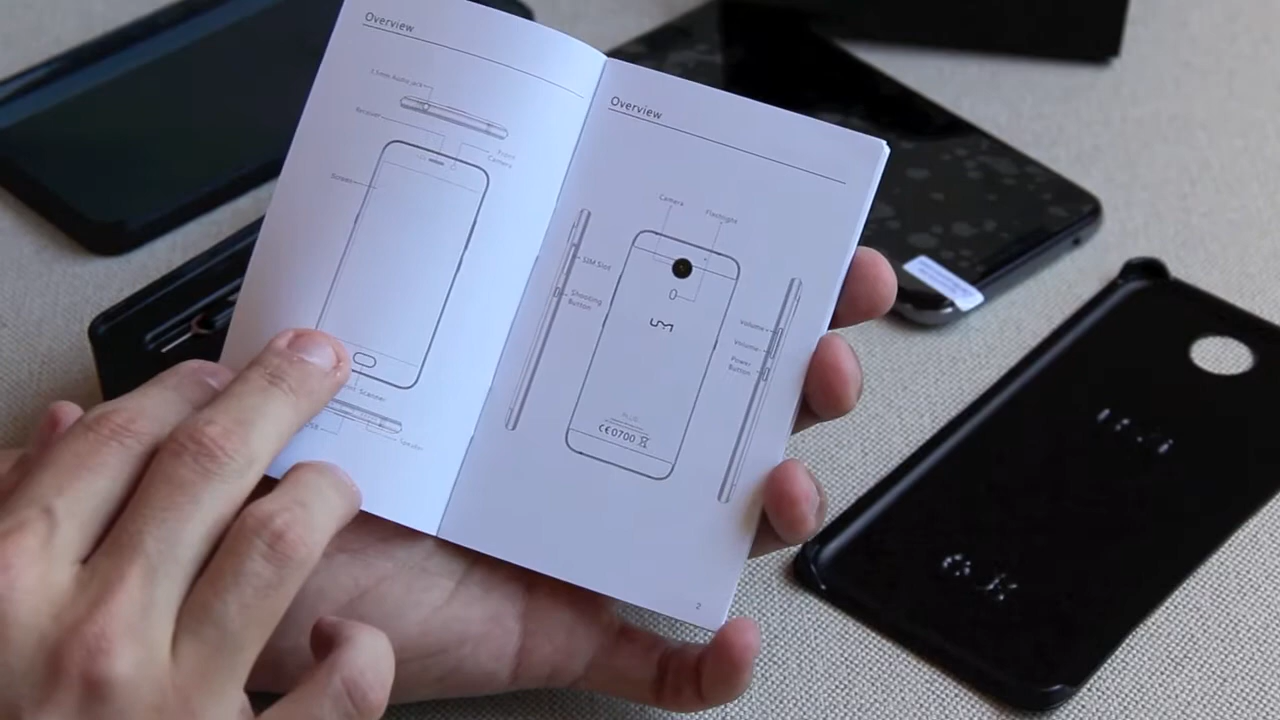 Overview
3.5mm Audio Jack
Receiver
Front
Camera
Screen
Scanner
USB
Speaker
Overview
Camera
Flashlight
SIM Slot
Shooting
Button
Volume+
Volume-
Power
Button
PLUS
CE0700
2